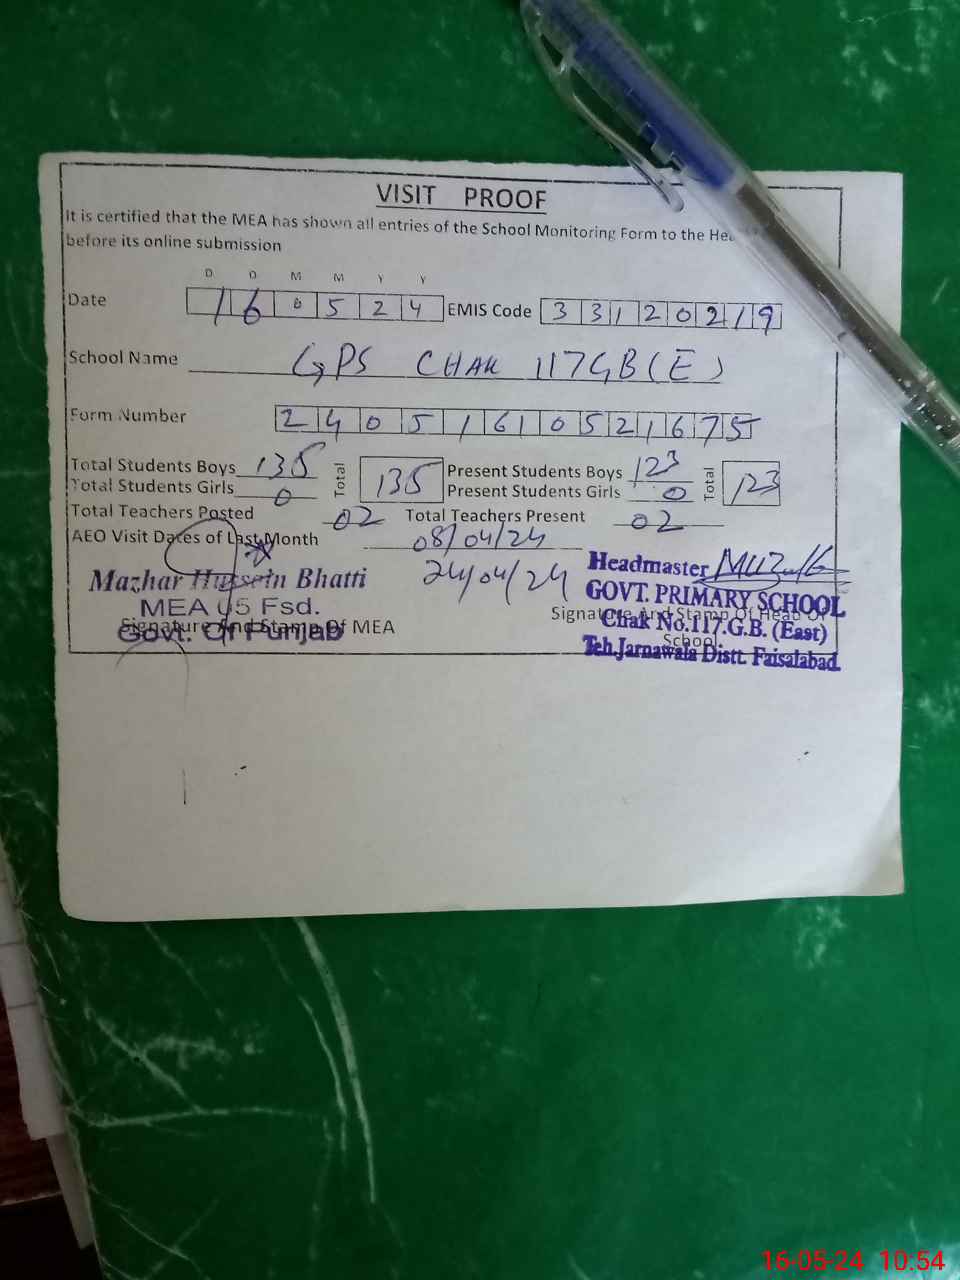 VISIT PROOF
It is certified that the MEA has shown all entries of the School Monitoring Form to the Hea
before its online submission
D D M M Y Y
Date 1 6 0 5 2 4 EMIS Code 3 3 1 2 0 2 1 9
School Name GPS CHAK 117GB(E)
Form Number 2 4 0 5 1 6 1 0 5 2 1 6 7 5
Total Students Boys 135 Total 135 Present Students Boys 123 Total 123
Total Students Girls 0 Present Students Girls 0
Total Teachers Posted 02 Total Teachers Present 02
AEO Visit Dates of Last Month 08/04/24
24/04/24
Mazhar Hussein Bhatti
MEA 05 Fsd.
Govt. Of Punjab
Signature And Stamp Of MEA
Headmaster
GOVT. PRIMARY SCHOOL
Chak No.117.G.B. (East)
Teh.Jarnawala Distt. Faisalabad.
Signature And Stamp Of Head Of
School
16-05-24 10:54